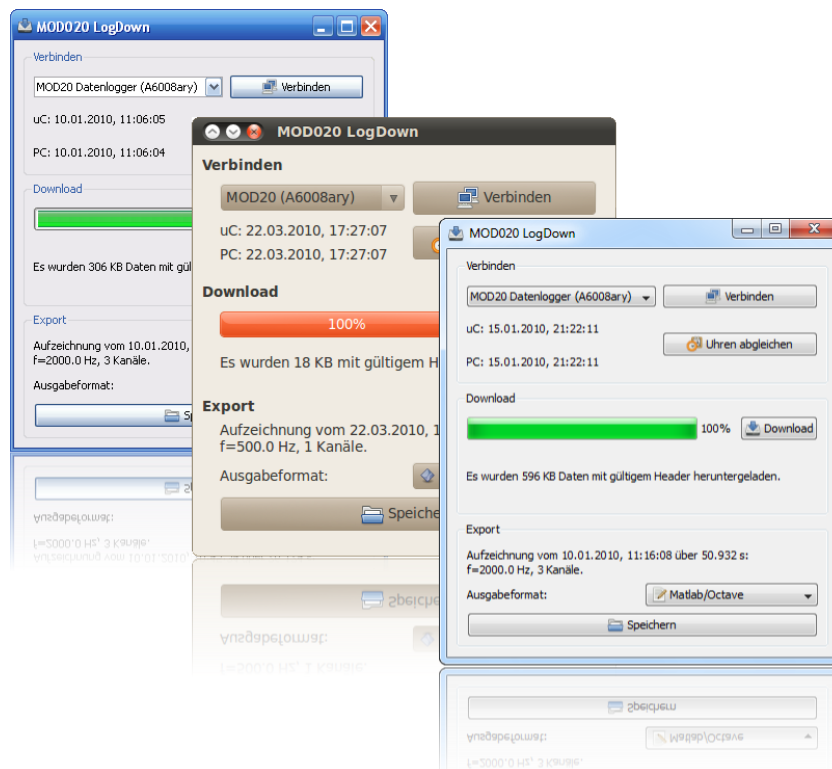 MOD020 LogDown
Verbinden
MOD20 Datenlogger (A6008ary)
Verbinden
uC: 10.01.2010, 11:06:05
PC: 10.01.2010, 11:06:04
Download
Es wurden 306 KB Daten mit gül
Export
Aufzeichnung vom 10.01.2010,
f=2000.0 Hz, 3 Kanäle.
Ausgabeformat:
Sp
MOD020 LogDown
Verbinden
MOD20 (A6008ary)
Verbinden
uC: 22.03.2010, 17:27:07
PC: 22.03.2010, 17:27:07
Download
100%
Es wurden 18 KB mit gültigem H
Export
Aufzeichnung vom 22.03.2010, 1
f=500.0 Hz, 1 Kanäle.
Ausgabeformat:
Speiche
MOD020 LogDown
Verbinden
MOD20 Datenlogger (A6008ary)
Verbinden
uC: 15.01.2010, 21:22:11
PC: 15.01.2010, 21:22:11
Uhren abgleichen
Download
100%
Download
Es wurden 596 KB Daten mit gültigem Header heruntergeladen.
Export
Aufzeichnung vom 10.01.2010, 11:16:08 über 50.932 s:
f=2000.0 Hz, 3 Kanäle.
Ausgabeformat:
Matlab/Octave
Speichern